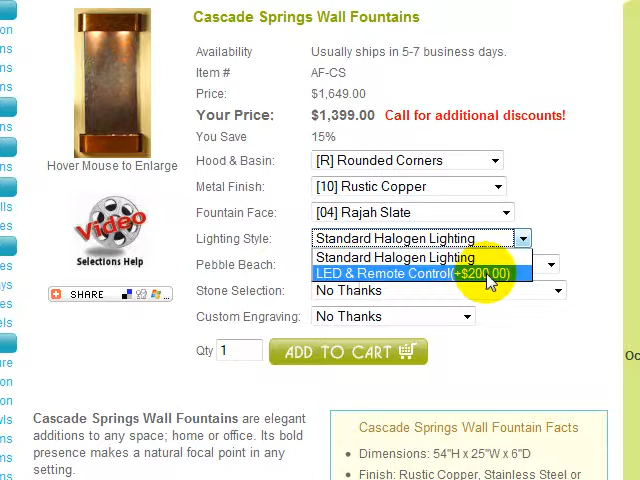 Cascade Springs Wall Fountains
Availability Usually ships in 5-7 business days.
Item # AF-CS
Price: $1,649.00
Your Price: $1,399.00 Call for additional discounts!
You Save 15%
Hover Mouse to Enlarge
Hood & Basin: [R] Rounded Corners
Metal Finish: [10] Rustic Copper
Fountain Face: [04] Rajah Slate
Lighting Style: Standard Halogen Lighting
Standard Halogen Lighting
LED & Remote Control(+$200.00)
Pebble Beach:
Stone Selection: No Thanks
Custom Engraving: No Thanks
Video
Selections Help
SHARE
Qty 1 ADD TO CART
Cascade Springs Wall Fountains are elegant
additions to any space; home or office. Its bold
presence makes a natural focal point in any
setting.
Cascade Springs Wall Fountain Facts
Dimensions: 54"H x 25"W x 6"D
Finish: Rustic Copper, Stainless Steel or